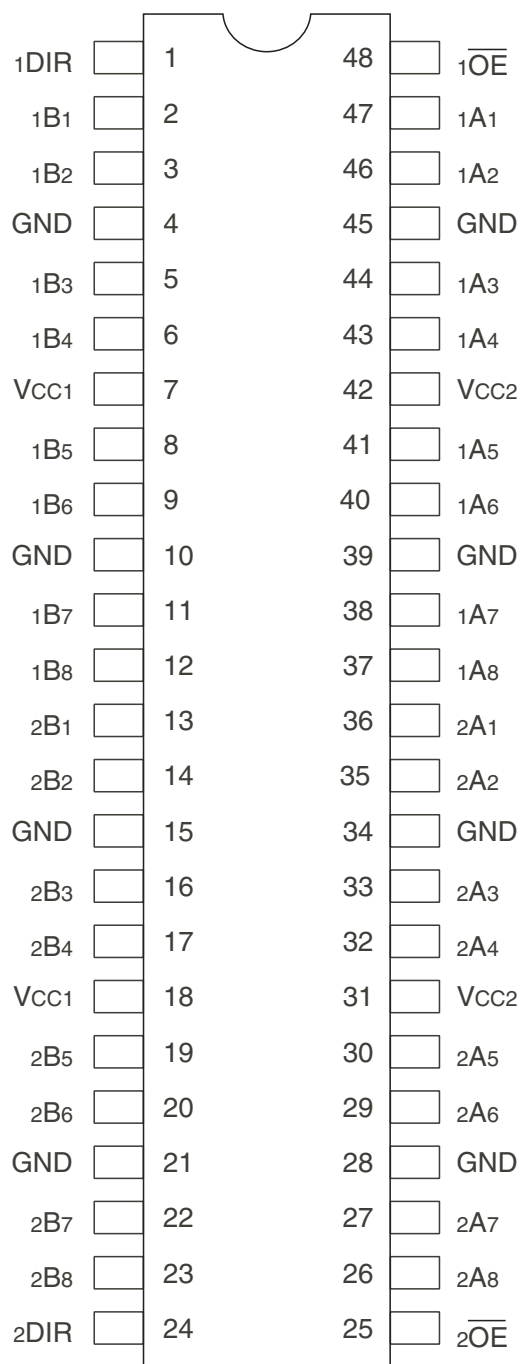 1DIR 1 48 1O̅E̅
1B1 2 47 1A1
1B2 3 46 1A2
GND 4 45 GND
1B3 5 44 1A3
1B4 6 43 1A4
VCC1 7 42 VCC2
1B5 8 41 1A5
1B6 9 40 1A6
GND 10 39 GND
1B7 11 38 1A7
1B8 12 37 1A8
2B1 13 36 2A1
2B2 14 35 2A2
GND 15 34 GND
2B3 16 33 2A3
2B4 17 32 2A4
VCC1 18 31 VCC2
2B5 19 30 2A5
2B6 20 29 2A6
GND 21 28 GND
2B7 22 27 2A7
2B8 23 26 2A8
2DIR 24 25 2O̅E̅